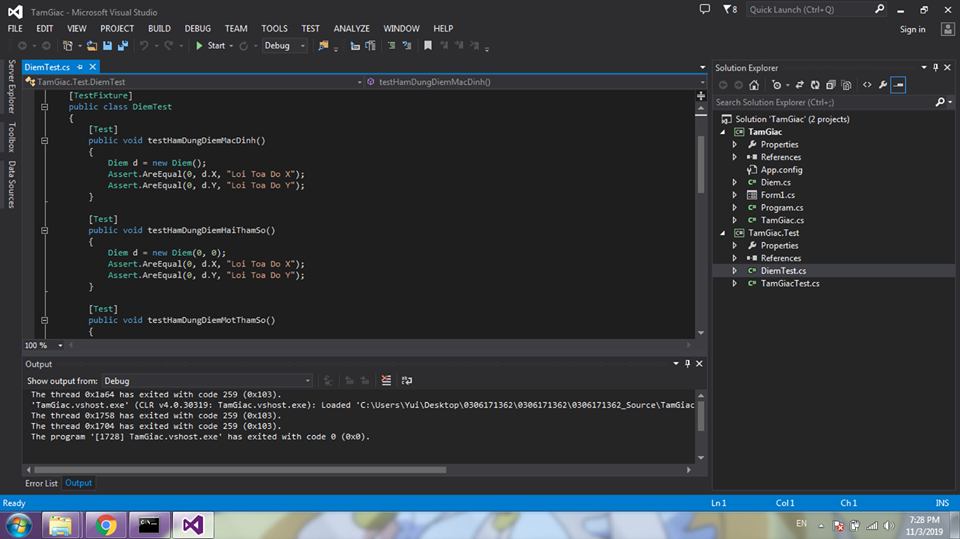 TamGiac - Microsoft Visual Studio
8
Quick Launch (Ctrl+Q)
FILE EDIT VIEW PROJECT BUILD DEBUG TEAM TOOLS TEST ANALYZE WINDOW HELP
Sign in
Start Debug
Server Explorer
Toolbox
Data Sources
DiemTest.cs
TamGiac.Test.DiemTest testHamDungDiemMacDinh()
[TestFixture]
public class DiemTest
{
[Test]
public void testHamDungDiemMacDinh()
{
Diem d = new Diem();
Assert.AreEqual(0, d.X, "Loi Toa Do X");
Assert.AreEqual(0, d.Y, "Loi Toa Do Y");
}
[Test]
public void testHamDungDiemHaiThamSo()
{
Diem d = new Diem(0, 0);
Assert.AreEqual(0, d.X, "Loi Toa Do X");
Assert.AreEqual(0, d.Y, "Loi Toa Do Y");
}
[Test]
public void testHamDungDiemMotThamSo()
{
100 %
Output
Show output from: Debug
The thread 0x1a64 has exited with code 259 (0x103).
'TamGiac.vshost.exe' (CLR v4.0.30319: TamGiac.vshost.exe): Loaded 'C:\Users\Yui\Desktop\0306171362\0306171362\0306171362_Source\TamGiac
The thread 0x1758 has exited with code 259 (0x103).
The thread 0x1704 has exited with code 259 (0x103).
The program '[1728] TamGiac.vshost.exe' has exited with code 0 (0x0).
Error List Output
Solution Explorer
Search Solution Explorer (Ctrl+;)
Solution 'TamGiac' (2 projects)
TamGiac
Properties
References
App.config
Diem.cs
Form1.cs
Program.cs
TamGiac.cs
TamGiac.Test
Properties
References
DiemTest.cs
TamGiacTest.cs
Ready Ln 1 Col 1 Ch 1 INS
EN
7:28 PM
11/3/2019